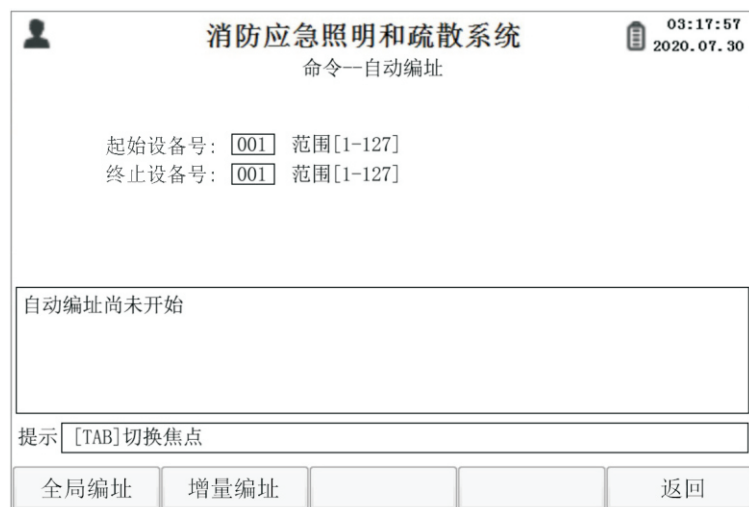 消防应急照明和疏散系统
03:17:57
2020.07.30
命令--自动编址
起始设备号: 001 范围[1-127]
终止设备号: 001 范围[1-127]
自动编址尚未开始
提示 [TAB]切换焦点
全局编址 增量编址 返回